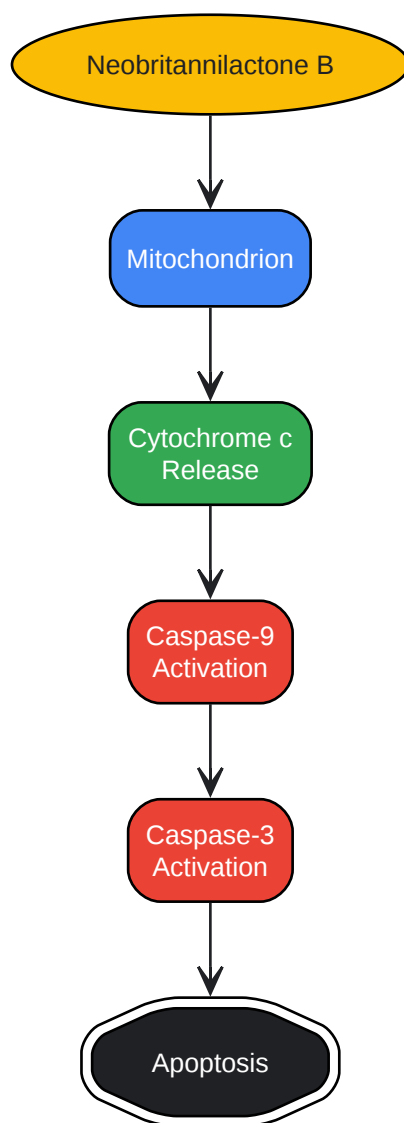 Neobritannilactone B
Mitochondrion
Cytochrome c
Release
Caspase-9
Activation
Caspase-3
Activation
Apoptosis